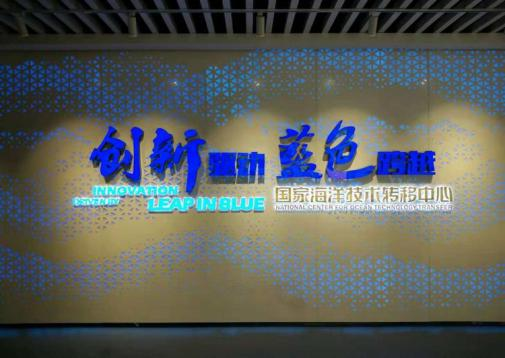 创新驱动 蓝色跨越
INNOVATION
DRIVEN BY
LEAP IN BLUE
国家海洋技术转移中心
NATIONAL CENTER FOR OCEAN TECHNOLOGY TRANSFER